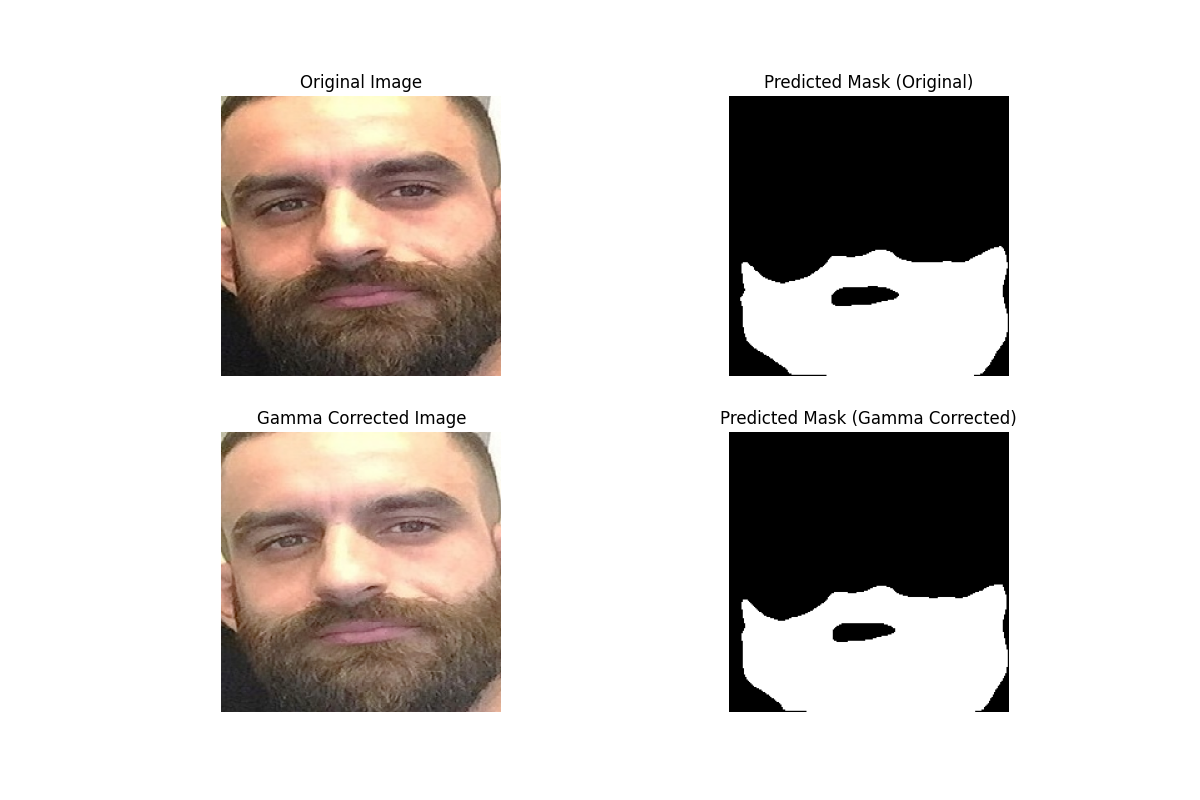 Original Image
Predicted Mask (Original)
Gamma Corrected Image
Predicted Mask (Gamma Corrected)